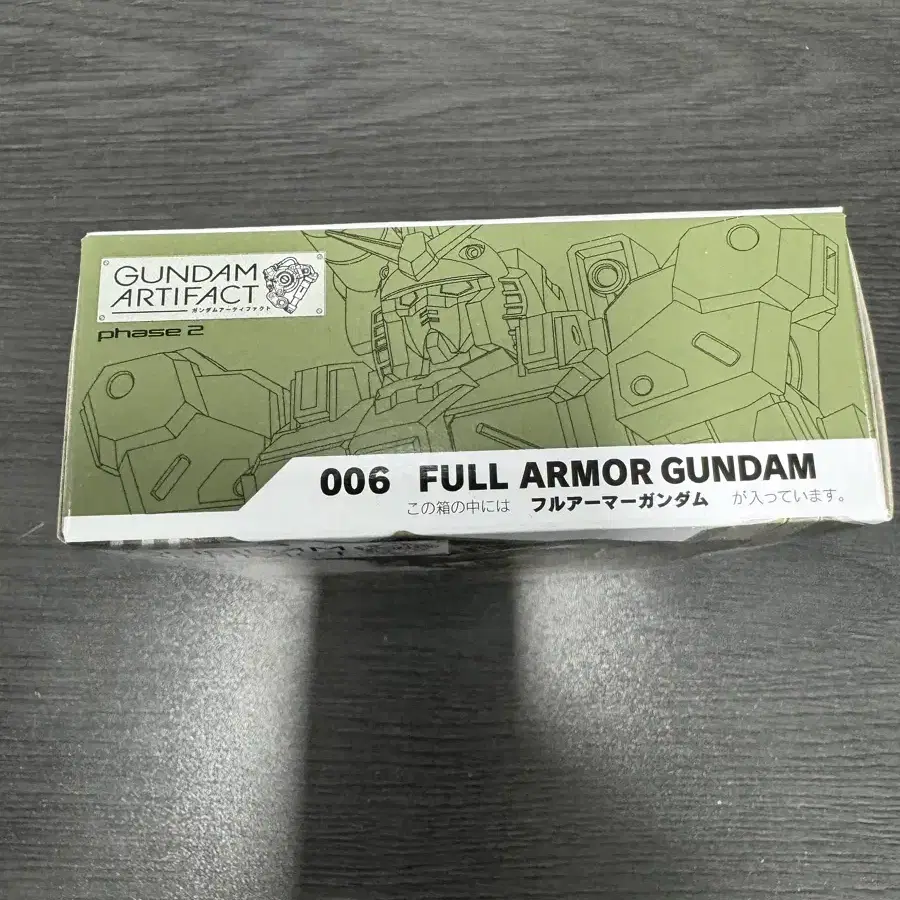 GUNDAM
ARTIFACT
ガンダムアーティファクト
phase 2
006 FULL ARMOR GUNDAM
この箱の中には フルアーマーガンダム が入っています。